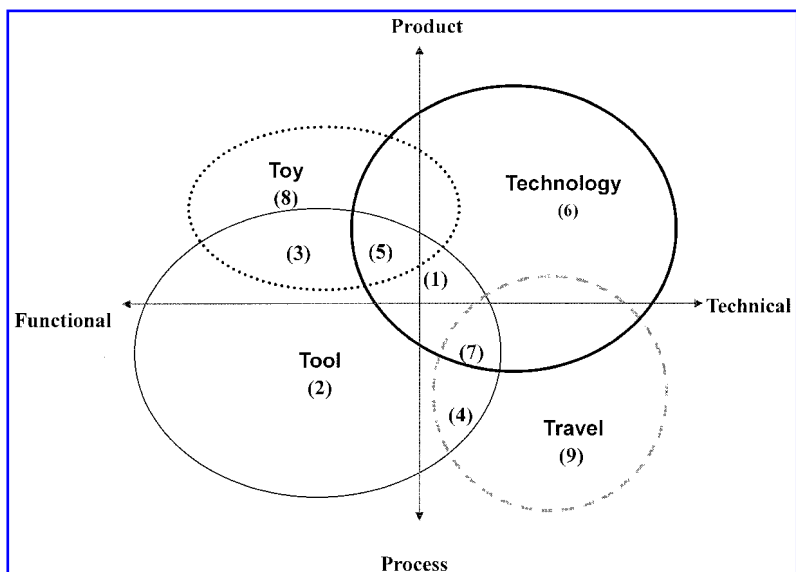 Product
Toy
(8)
Technology
(6)
(3)
(5)
(1)
Functional
Technical
Tool
(2)
(7)
(4)
Travel
(9)
Process